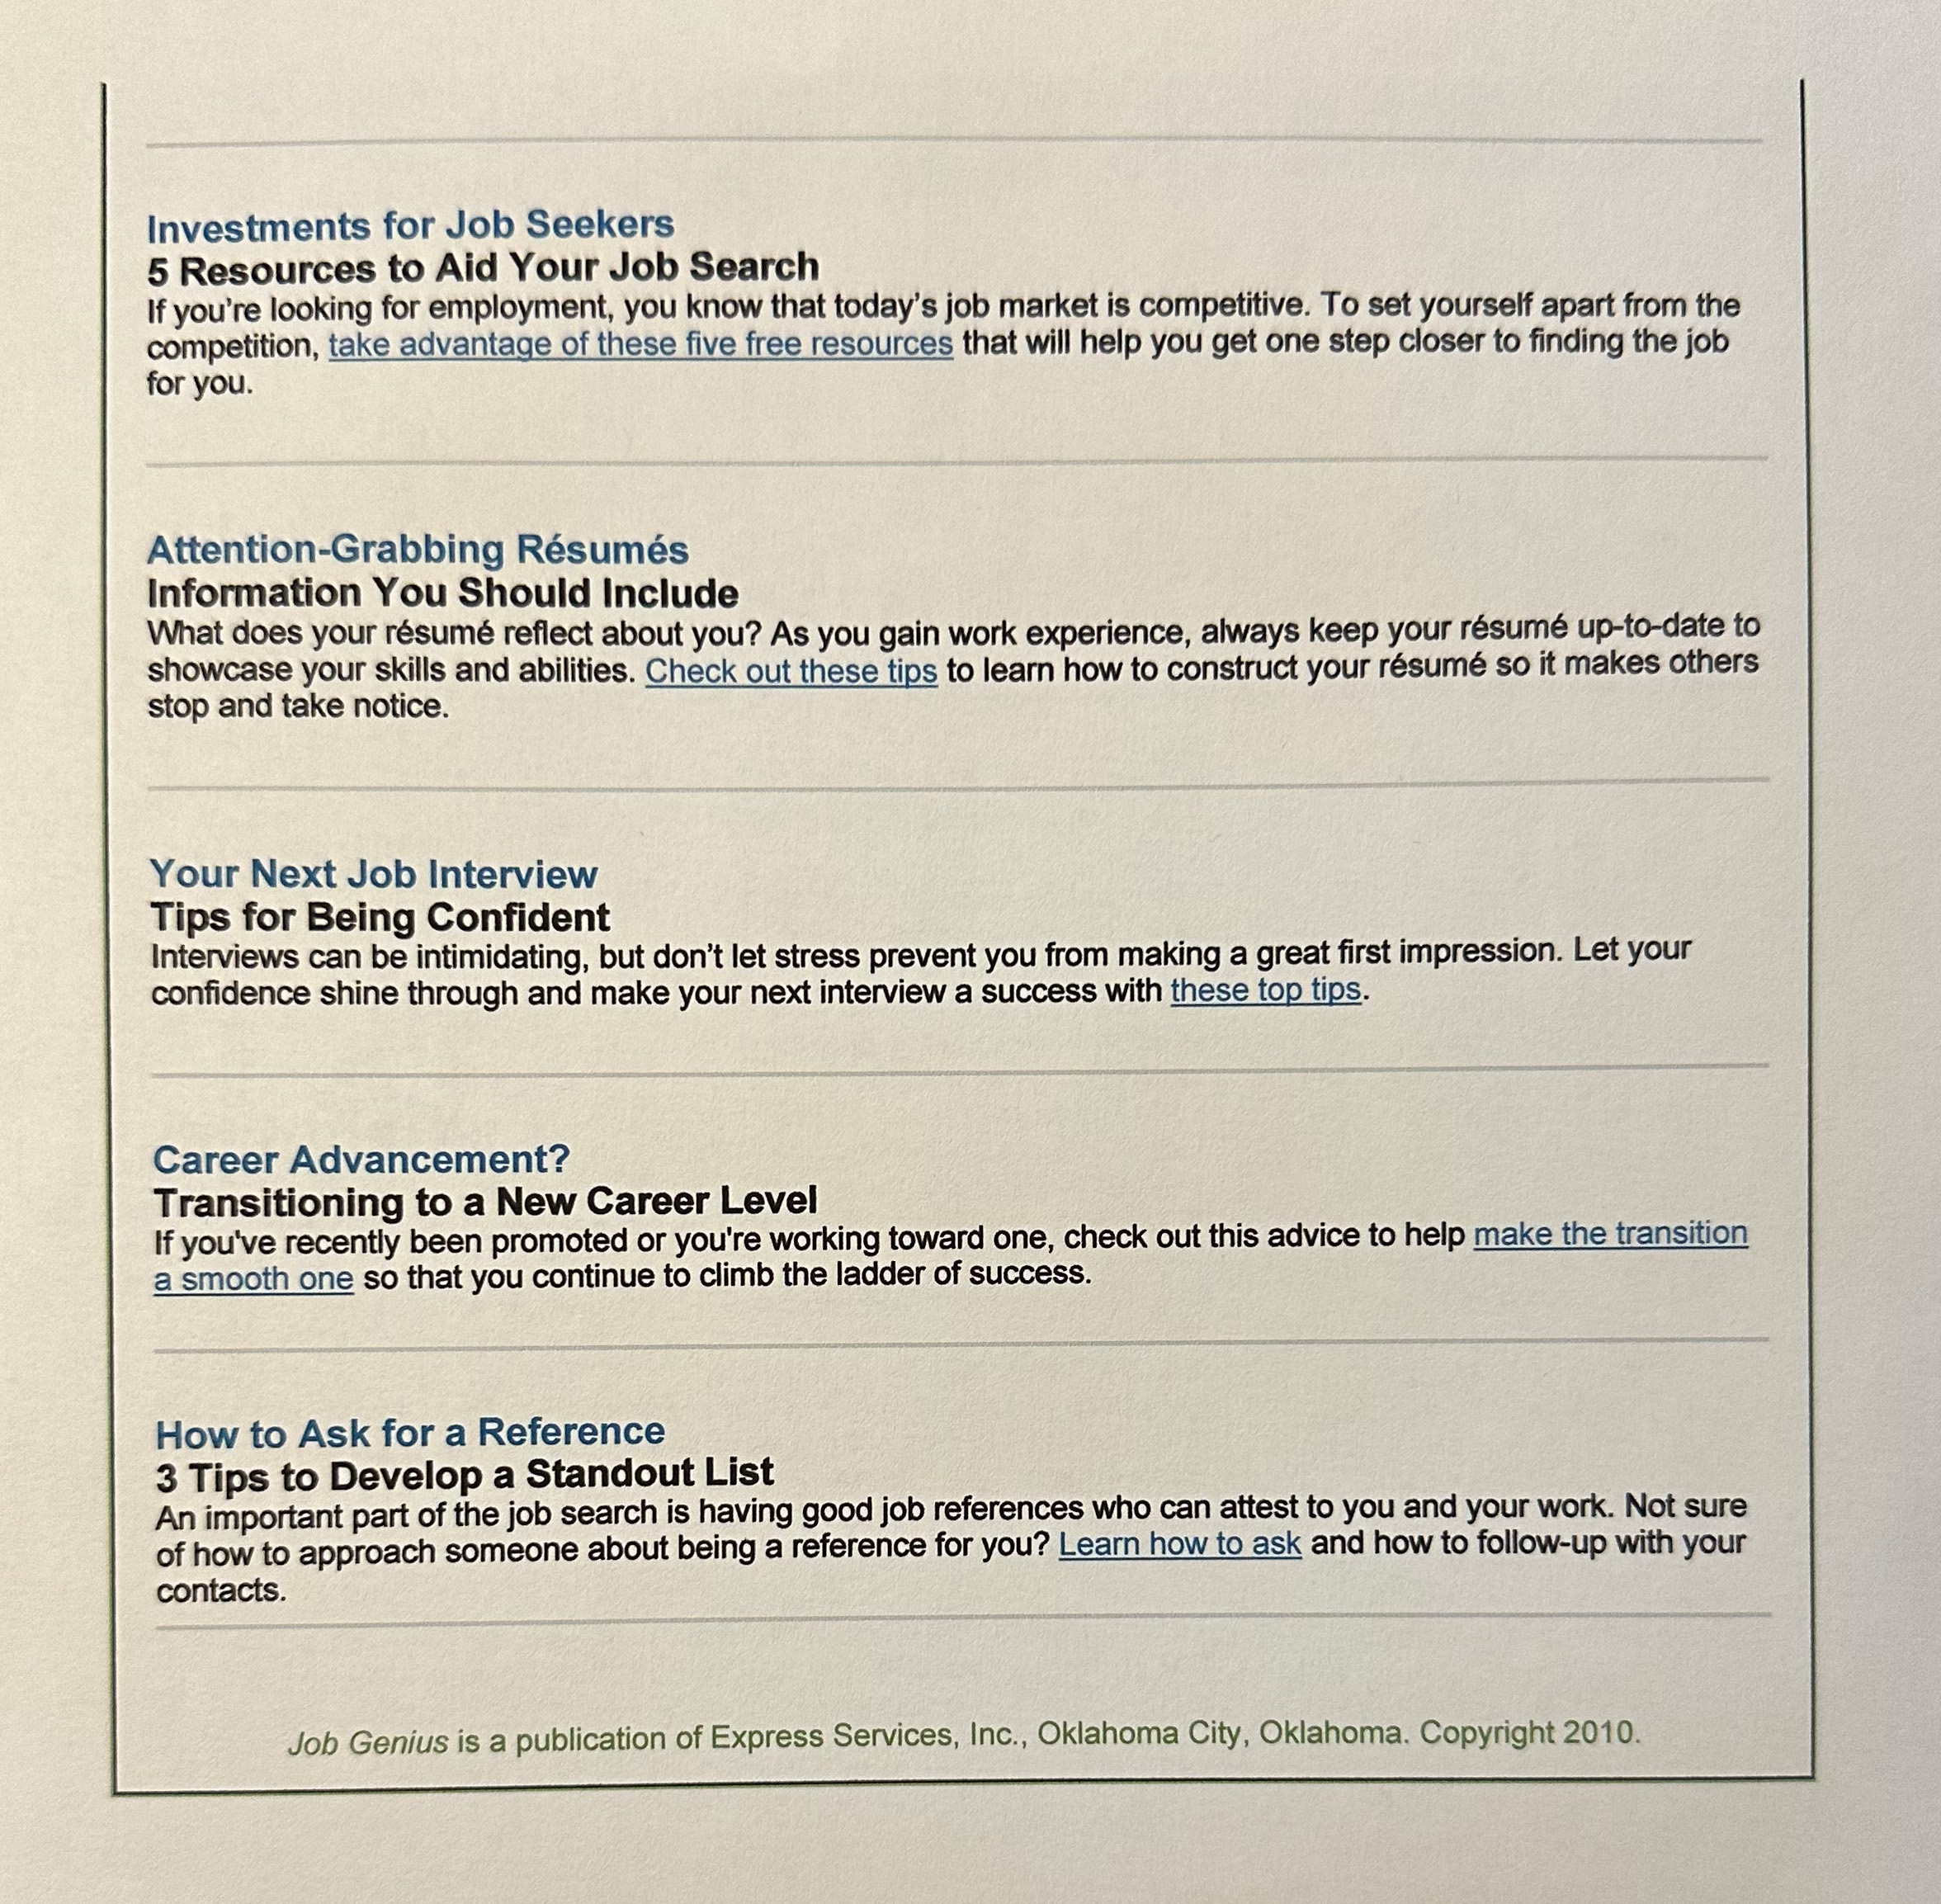 Investments for Job Seekers
5 Resources to Aid Your Job Search
If you're looking for employment, you know that today's job market is competitive. To set yourself apart from the
competition, take advantage of these five free resources that will help you get one step closer to finding the job
for you.
Attention-Grabbing Résumés
Information You Should Include
What does your résumé reflect about you? As you gain work experience, always keep your résumé up-to-date to
showcase your skills and abilities. Check out these tips to learn how to construct your résumé so it makes others
stop and take notice.
Your Next Job Interview
Tips for Being Confident
Interviews can be intimidating, but don't let stress prevent you from making a great first impression. Let your
confidence shine through and make your next interview a success with these top tips.
Career Advancement?
Transitioning to a New Career Level
If you've recently been promoted or you're working toward one, check out this advice to help make the transition
a smooth one so that you continue to climb the ladder of success.
How to Ask for a Reference
3 Tips to Develop a Standout List
An important part of the job search is having good job references who can attest to you and your work. Not sure
of how to approach someone about being a reference for you? Learn how to ask and how to follow-up with your
contacts.
Job Genius is a publication of Express Services, Inc., Oklahoma City, Oklahoma. Copyright 2010.